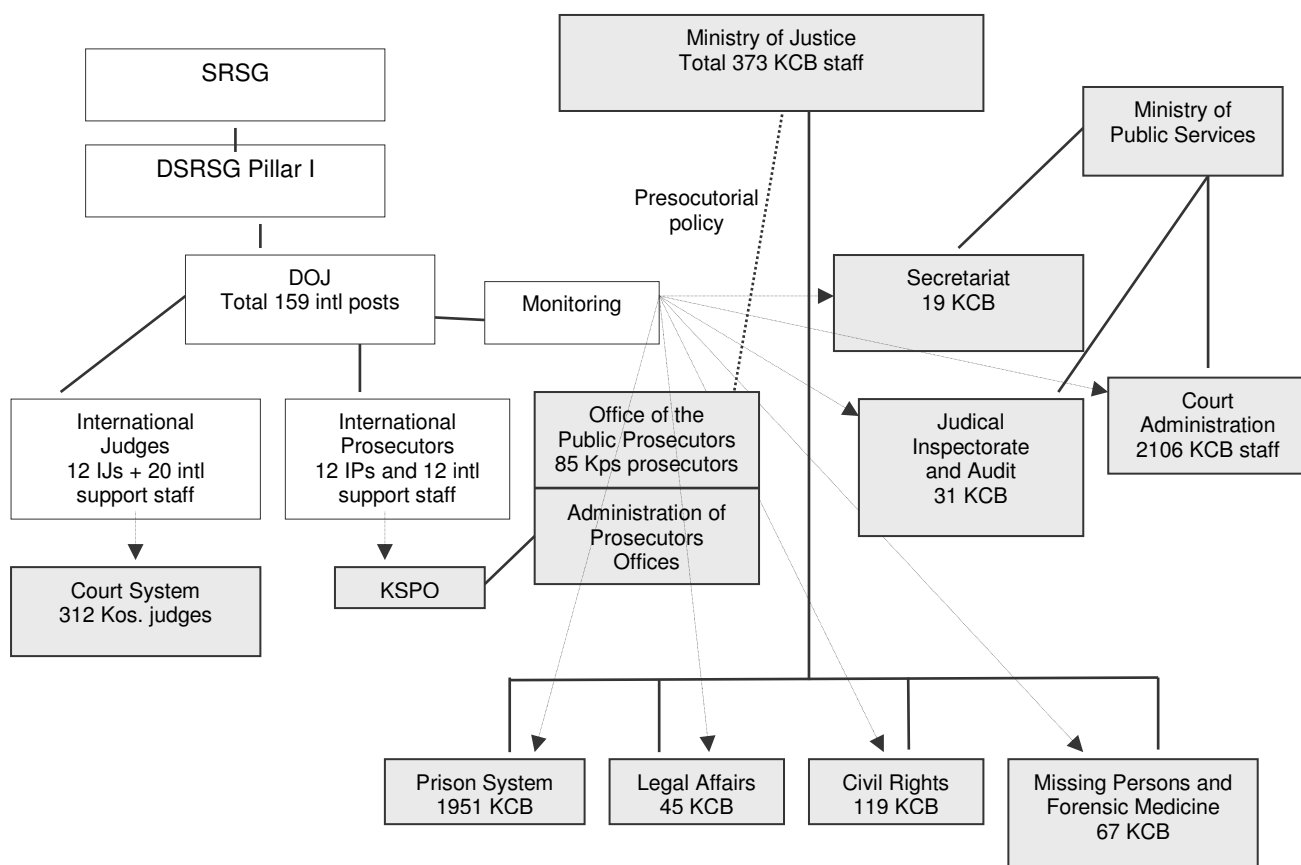 Ministry of Justice
Total 373 KCB staff
SRSG
Ministry of
Public Services
DSRSG Pillar I
Presocutorial
policy
DOJ
Total 159 intl posts
Monitoring
Secretariat
19 KCB
International
Judges
12 IJs + 20 intl
support staff
International
Prosecutors
12 IPs and 12 intl
support staff
Office of the
Public Prosecutors
85 Kps prosecutors
Administration of
Prosecutors
Offices
Judical
Inspectorate
and Audit
31 KCB
Court
Administration
2106 KCB staff
Court System
312 Kos. judges
KSPO
Prison System
1951 KCB
Legal Affairs
45 KCB
Civil Rights
119 KCB
Missing Persons and
Forensic Medicine
67 KCB